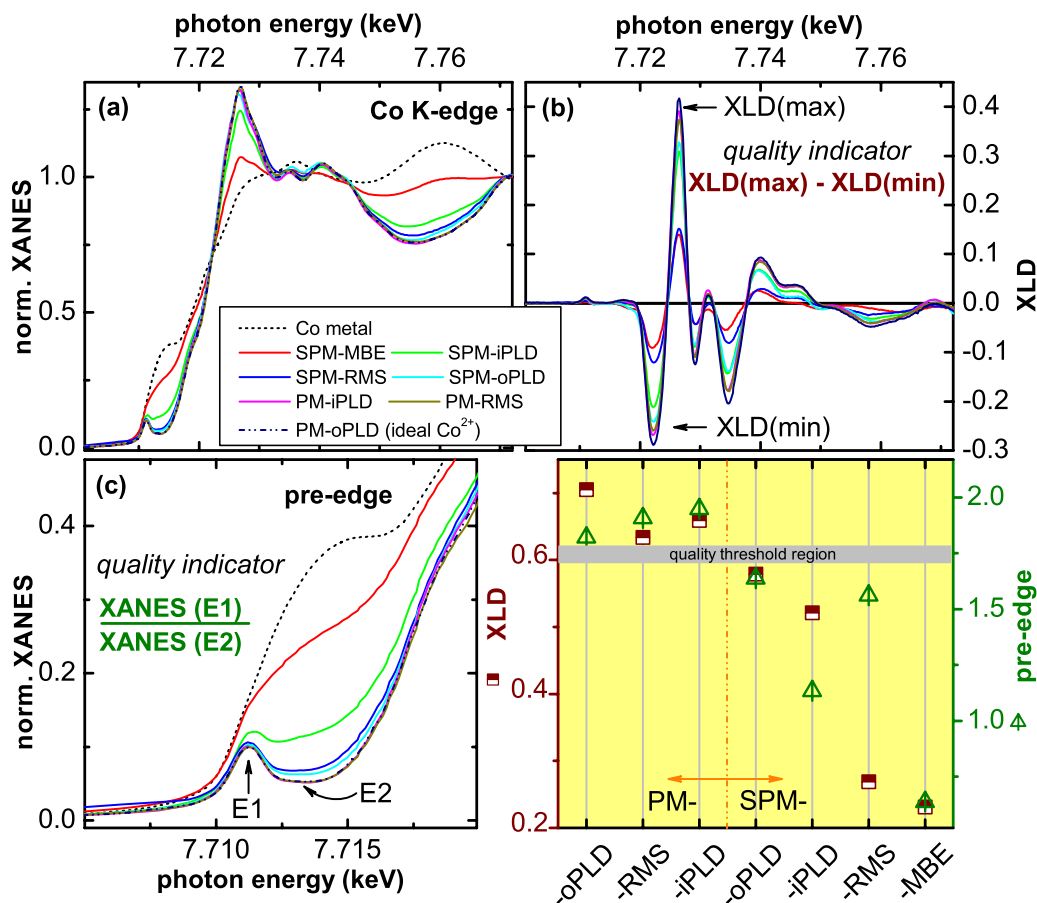 photon energy (keV)
7.72 7.74 7.76
(a)
Co K-edge
norm. XANES
1.0
0.5
0.0
Co metal
SPM-MBE
SPM-iPLD
SPM-RMS
SPM-oPLD
PM-iPLD
PM-RMS
PM-oPLD (ideal Co²⁺)
photon energy (keV)
7.72 7.74 7.76
(b)
XLD(max)
quality indicator
XLD(max) - XLD(min)
XLD(min)
0.4
0.3
0.2
0.1
0.0
-0.1
-0.2
-0.3
XLD
(c)
pre-edge
quality indicator
XANES (E1)
XANES (E2)
norm. XANES
0.4
0.2
0.0
E1
E2
7.710 7.715
photon energy (keV)
XLD
0.6
0.4
0.2
quality threshold region
PM-
SPM-
2.0
1.5
1.0
pre-edge
-oPLD
-RMS
-iPLD
-oPLD
-iPLD
-RMS
-MBE